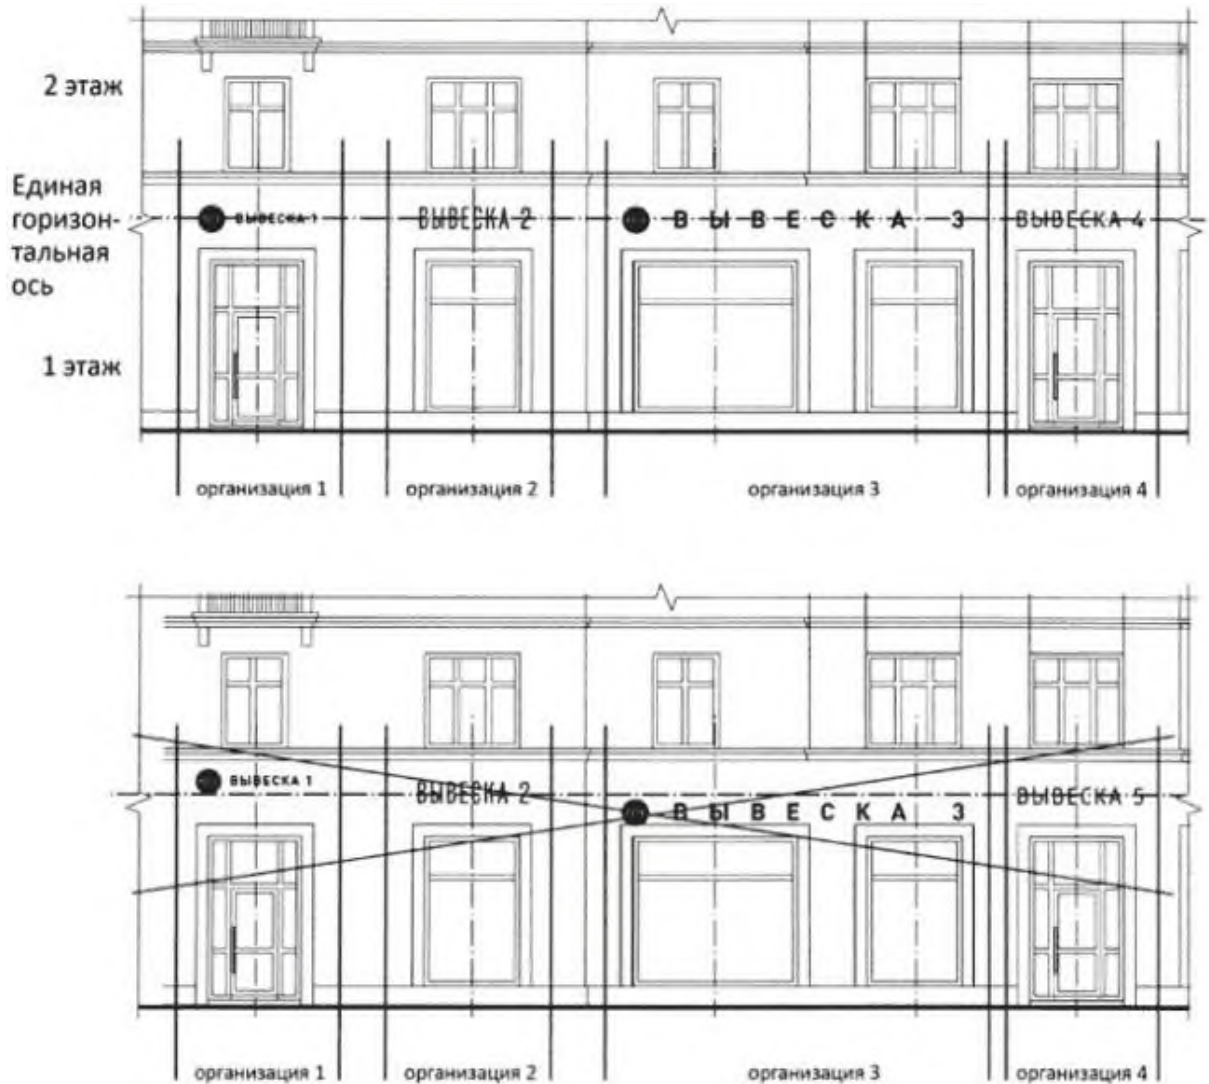 2 этаж
Единая
горизон-
тальная
ось
ВЫВЕСКА 1
ВЫВЕСКА 2
ВЫВЕСКА 3
ВЫВЕСКА 4
1 этаж
организация 1
организация 2
организация 3
организация 4
ВЫВЕСКА 1
ВЫВЕСКА 2
ВЫВЕСКА 3
ВЫВЕСКА 5
организация 1
организация 2
организация 3
организация 4